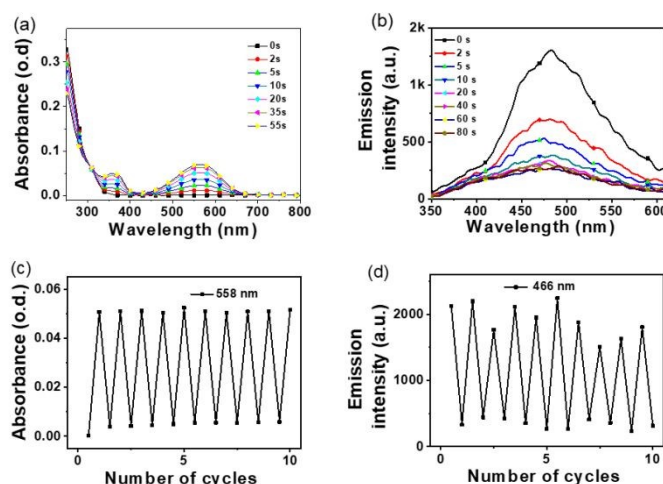 (a)
0s
2s
5s
10s
20s
35s
55s
0.3
0.2
0.1
0.0
300 400 500 600 700 800
Wavelength (nm)
Absorbance (o.d)
(b)
0 s
2 s
5 s
10 s
20 s
40 s
60 s
80 s
2k
1k
500
0
350 400 450 500 550 600
Wavelength (nm)
Emission
intensity (a.u.)
(c)
558 nm
0.06
0.04
0.02
0.00
0 5 10
Number of cycles
Absorbance (o.d.)
(d)
466 nm
2000
1000
0
0 5 10
Number of cycles
Emission
intensity (a.u.)